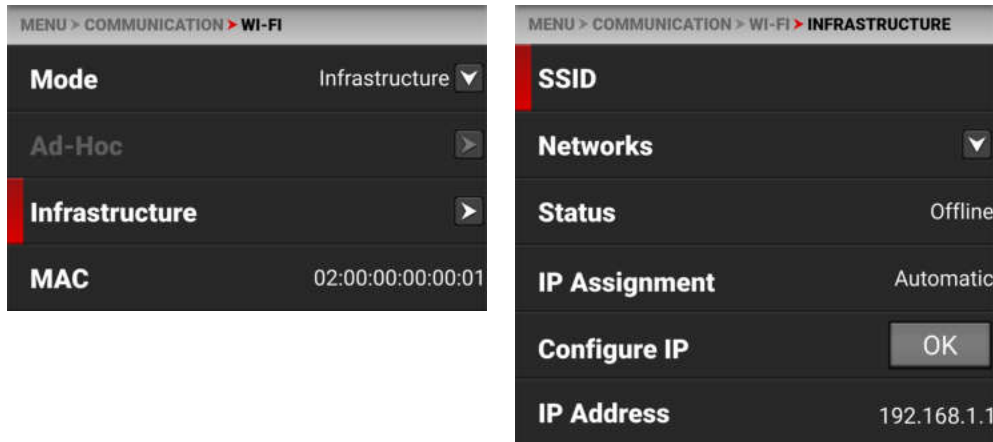 MENU > COMMUNICATION > WI-FI
Mode Infrastructure
Ad-Hoc
Infrastructure
MAC 02:00:00:00:00:01
MENU > COMMUNICATION > WI-FI > INFRASTRUCTURE
SSID
Networks
Status Offline
IP Assignment Automatic
Configure IP OK
IP Address 192.168.1.1